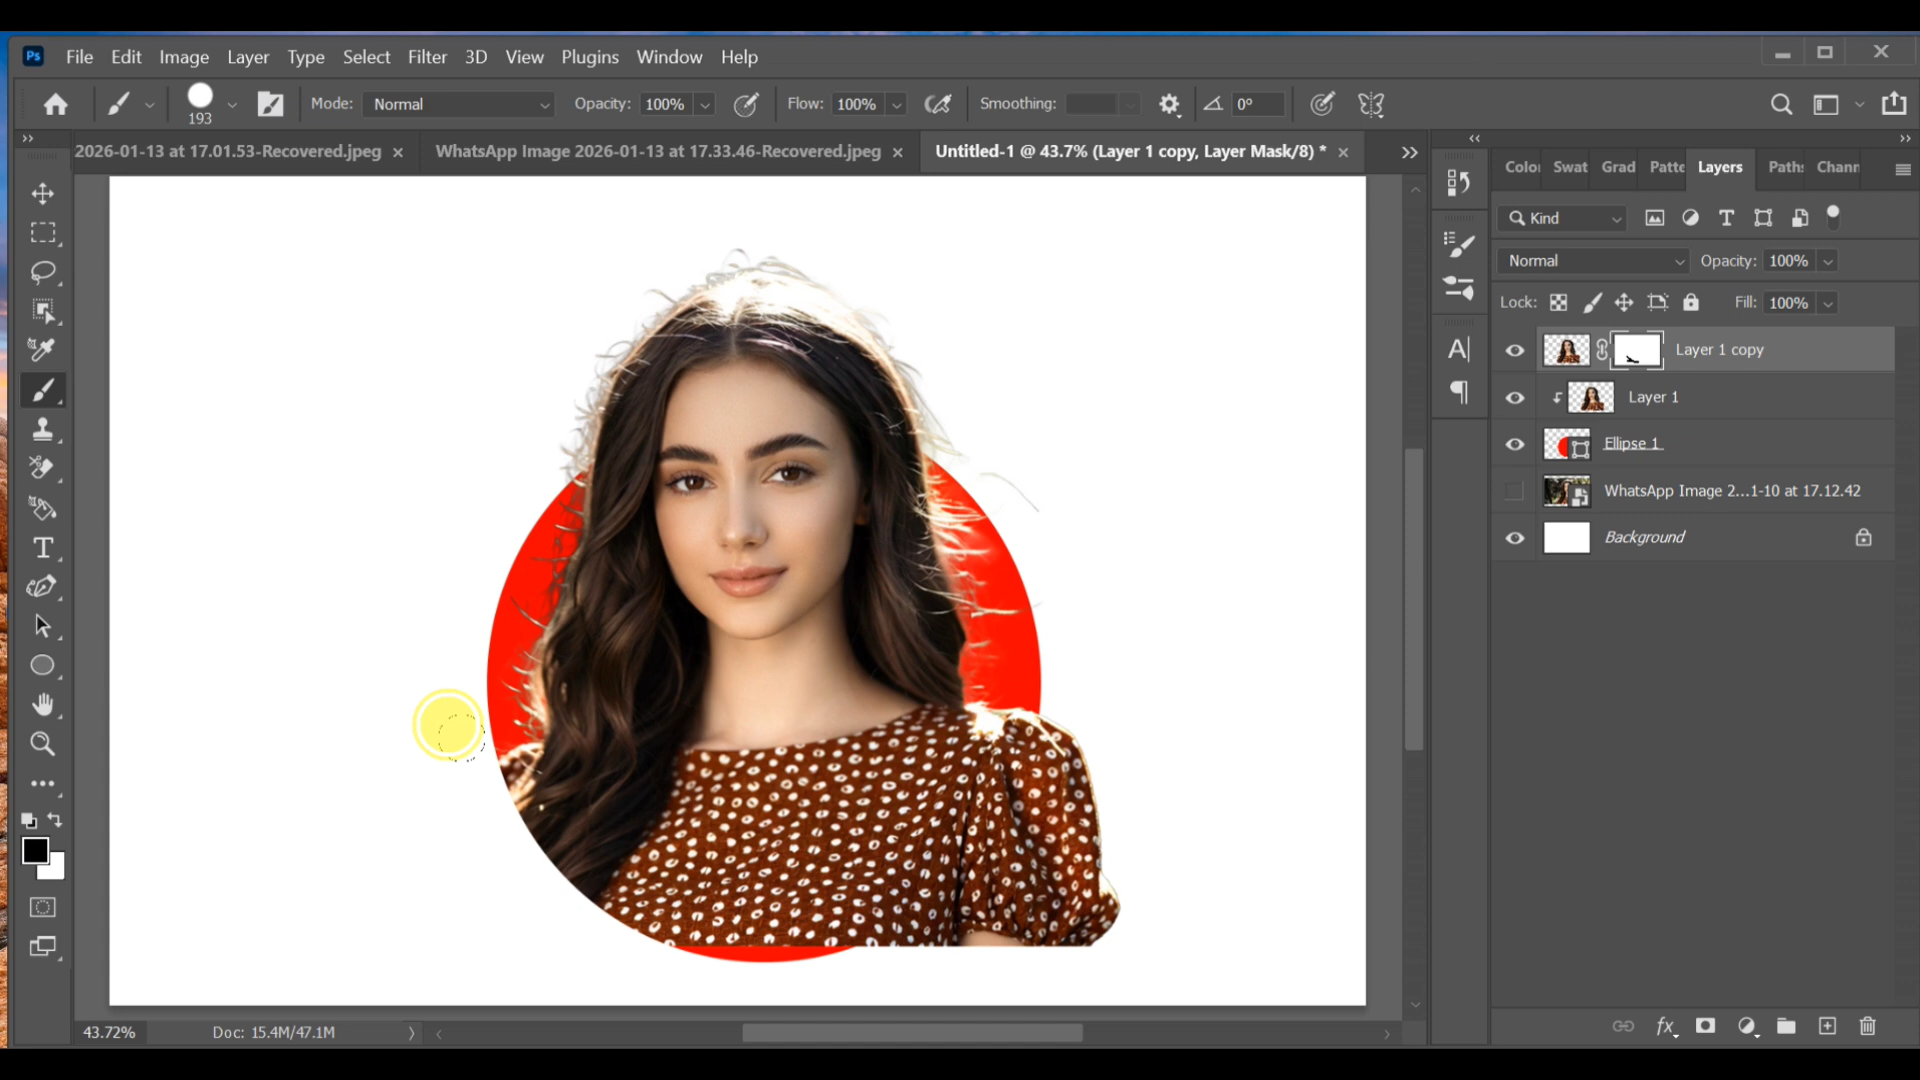 Ps File Edit Image Layer Type Select Filter 3D View Plugins Window Help
193 Mode: Normal Opacity: 100% Flow: 100% Smoothing: 0°
2026-01-13 at 17.01.53-Recovered.jpeg × WhatsApp Image 2026-01-13 at 17.33.46-Recovered.jpeg × Untitled-1 @ 43.7% (Layer 1 copy, Layer Mask/8) * ×
Color Swat Grad Patte Layers Paths Chann
Kind
Normal Opacity: 100%
Lock: Fill: 100%
Layer 1 copy
Layer 1
Ellipse 1
WhatsApp Image 2...1-10 at 17.12.42
Background
43.72% Doc: 15.4M/47.1M
fx